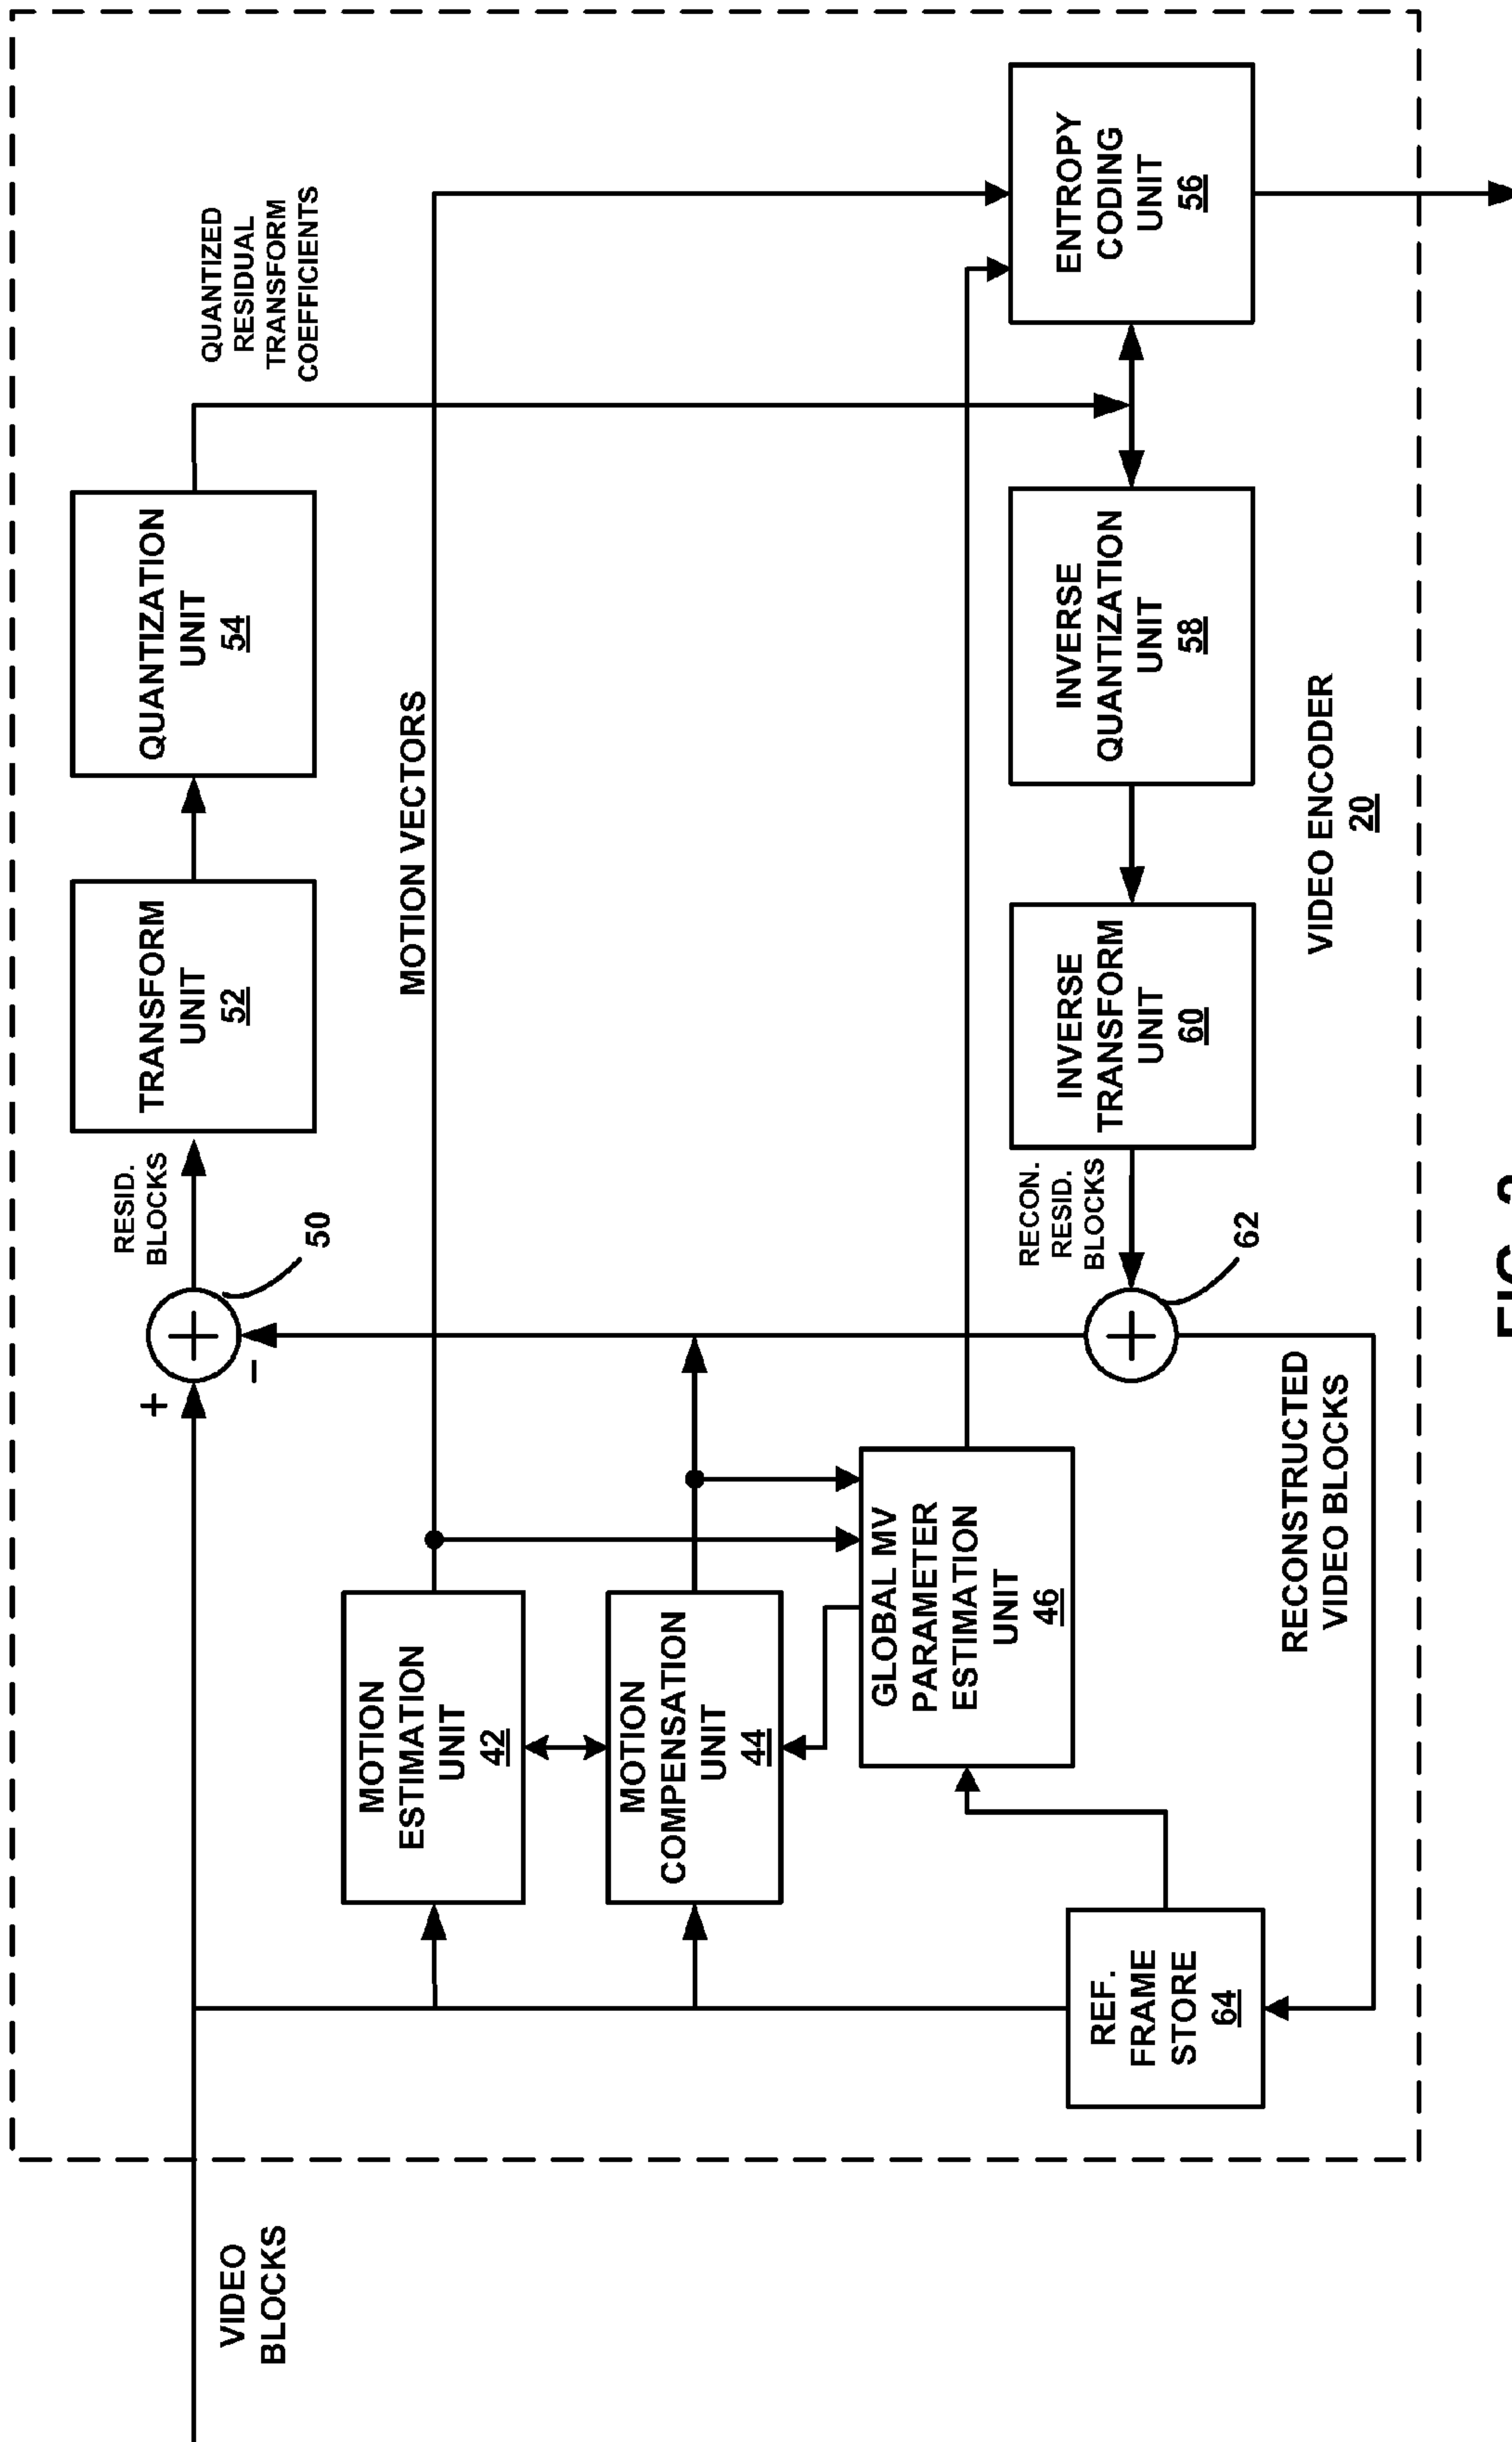 VIDEO
BLOCKS
+
–
50
RESID.
BLOCKS
TRANSFORM
UNIT
52
QUANTIZATION
UNIT
54
QUANTIZED
RESIDUAL
TRANSFORM
COEFFICIENTS
MOTION VECTORS
MOTION
ESTIMATION
UNIT
42
MOTION
COMPENSATION
UNIT
44
GLOBAL MV
PARAMETER
ESTIMATION
UNIT
46
REF.
FRAME
STORE
64
RECONSTRUCTED
VIDEO BLOCKS
62
RECON.
RESID.
BLOCKS
INVERSE
TRANSFORM
UNIT
60
INVERSE
QUANTIZATION
UNIT
58
ENTROPY
CODING
UNIT
56
VIDEO ENCODER
20